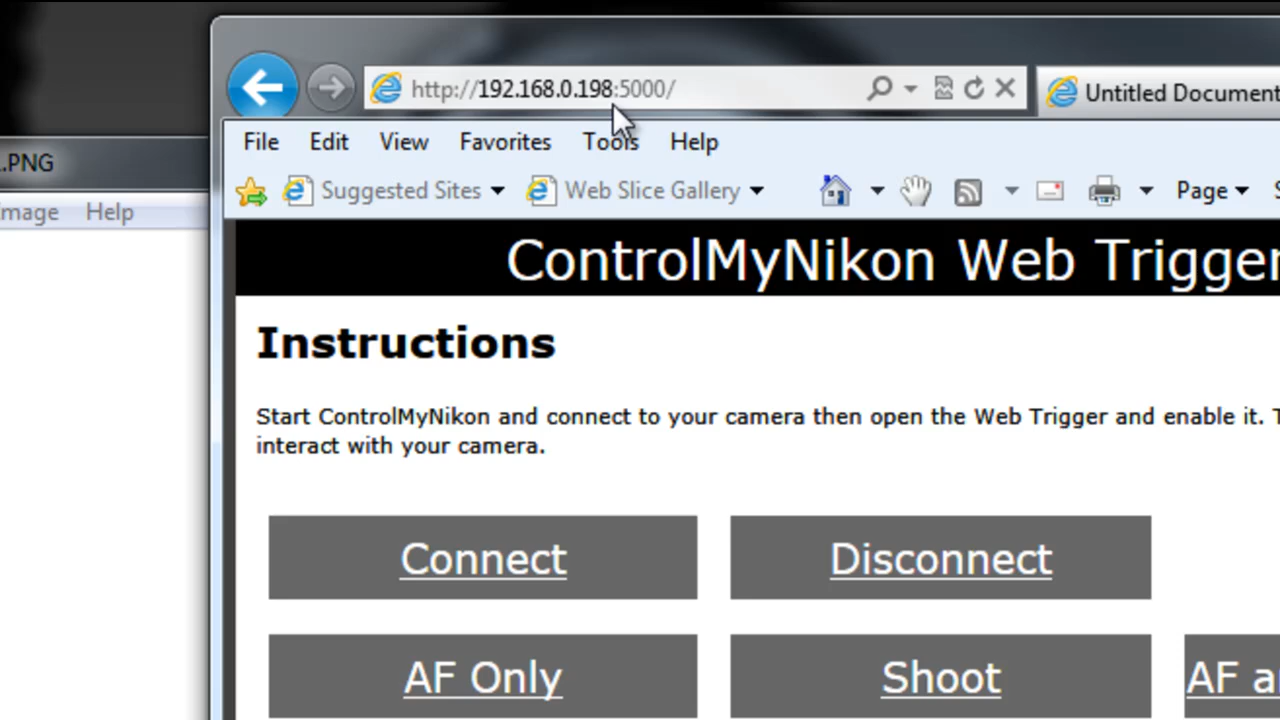 http://192.168.0.198:5000/
Untitled Document
.PNG
File Edit View Favorites Tools Help
Image Help
Suggested Sites Web Slice Gallery Page
ControlMyNikon Web Trigger
Instructions
Start ControlMyNikon and connect to your camera then open the Web Trigger and enable it.
interact with your camera.
Connect Disconnect
AF Only Shoot AF